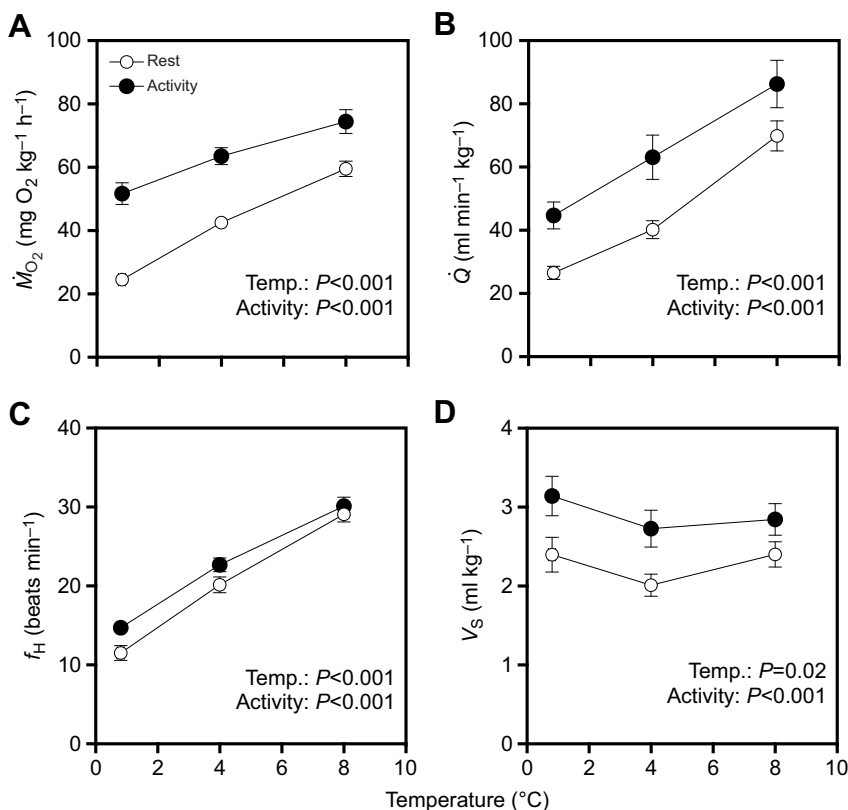 A
100
80
60
40
20
0
Ṁ_O₂ (mg O₂ kg⁻¹ h⁻¹)
Rest
Activity
Temp.: P<0.001
Activity: P<0.001
B
100
80
60
40
20
0
Q̇ (ml min⁻¹ kg⁻¹)
Temp.: P<0.001
Activity: P<0.001
C
40
30
20
10
0
f_H (beats min⁻¹)
Temp.: P<0.001
Activity: P<0.001
0 2 4 6 8 10
D
4
3
2
1
0
V_S (ml kg⁻¹)
Temp.: P=0.02
Activity: P<0.001
0 2 4 6 8 10
Temperature (°C)